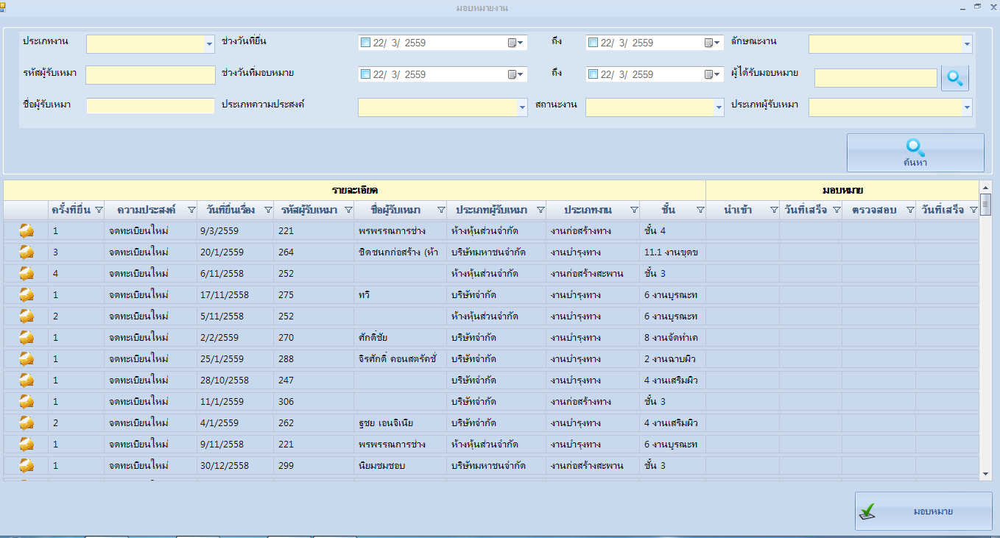 มอบหมายงาน
ประเภทงาน ช่วงวันที่ยื่น 22/ 3/ 2559 ถึง 22/ 3/ 2559 ลักษณะงาน
รหัสผู้รับเหมา ช่วงวันที่มอบหมาย 22/ 3/ 2559 ถึง 22/ 3/ 2559 ผู้ได้รับมอบหมาย
ชื่อผู้รับเหมา ประเภทความประสงค์ สถานะงาน ประเภทผู้รับเหมา
ค้นหา
รายละเอียด มอบหมาย
ครั้งที่ยื่น ความประสงค์ วันที่ยื่นเรื่อง รหัสผู้รับเหมา ชื่อผู้รับเหมา ประเภทผู้รับเหมา ประเภทงาน ชั้น นำเข้า วันที่เสร็จ ตรวจสอบ วันที่เสร็จ
1 จดทะเบียนใหม่ 9/3/2559 221 พรพรรณการช่าง ห้างหุ้นส่วนจำกัด งานก่อสร้างทาง ชั้น 4
3 จดทะเบียนใหม่ 20/1/2559 264 ชิดชนกก่อสร้าง (ห้า บริษัทมหาชนจำกัด งานบำรุงทาง 11.1 งานขุดข
4 จดทะเบียนใหม่ 6/11/2558 252 ห้างหุ้นส่วนจำกัด งานก่อสร้างสะพาน ชั้น 3
1 จดทะเบียนใหม่ 17/11/2558 275 ทวี บริษัทจำกัด งานบำรุงทาง 6 งานบูรณะท
2 จดทะเบียนใหม่ 5/11/2558 252 ห้างหุ้นส่วนจำกัด งานบำรุงทาง 6 งานบูรณะท
1 จดทะเบียนใหม่ 2/2/2559 270 ศักดิ์ชัย บริษัทจำกัด งานบำรุงทาง 8 งานจัดทำเค
1 จดทะเบียนใหม่ 25/1/2559 288 จิรศักดิ์ คอนสตรัคชั่ บริษัทจำกัด งานบำรุงทาง 2 งานฉาบผิว
1 จดทะเบียนใหม่ 28/10/2558 247 บริษัทจำกัด งานบำรุงทาง 4 งานเสริมผิว
1 จดทะเบียนใหม่ 11/1/2559 306 บริษัทจำกัด งานก่อสร้างทาง ชั้น 3
2 จดทะเบียนใหม่ 4/1/2559 262 ธูชย เอนจิเนีย บริษัทจำกัด งานบำรุงทาง 4 งานเสริมผิว
1 จดทะเบียนใหม่ 9/11/2558 221 พรพรรณการช่าง ห้างหุ้นส่วนจำกัด งานบำรุงทาง 6 งานบูรณะท
1 จดทะเบียนใหม่ 30/12/2558 299 นิยมชมชอบ บริษัทมหาชนจำกัด งานก่อสร้างสะพาน ชั้น 3
มอบหมาย